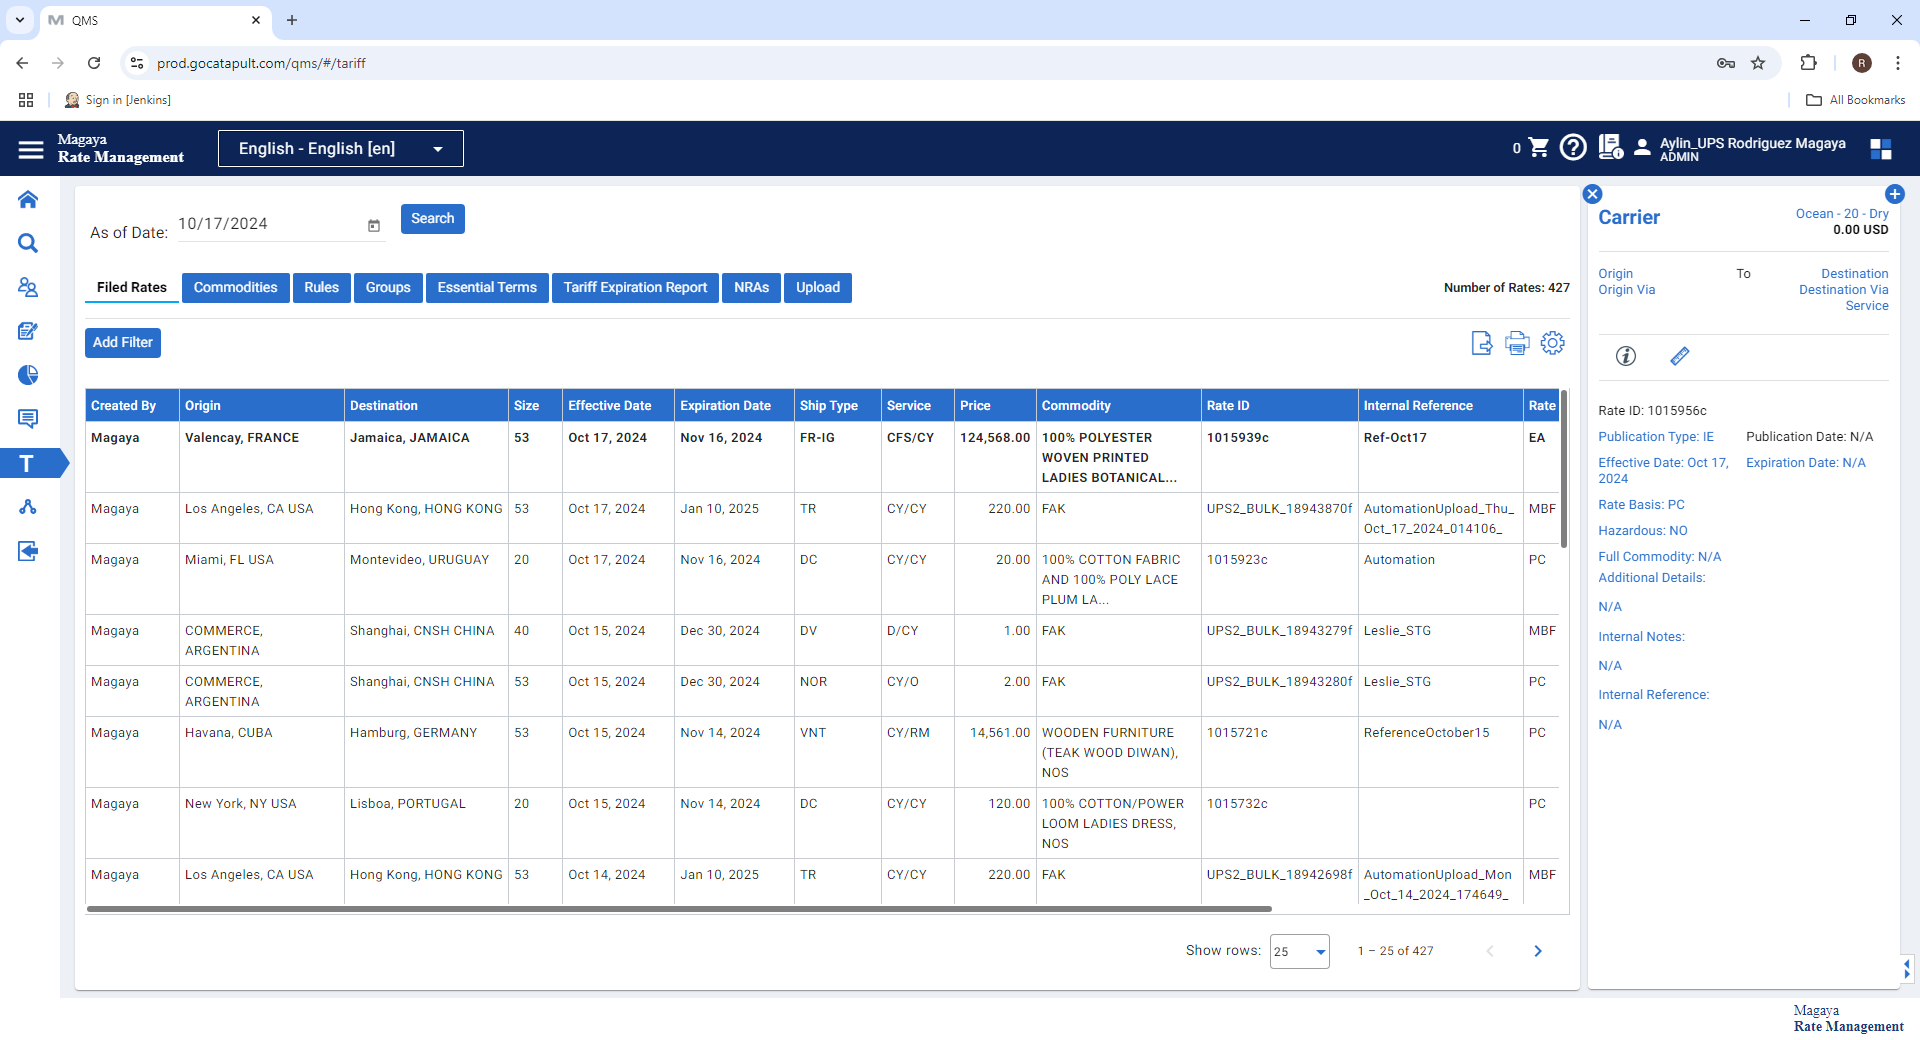 QMS
prod.gocatapult.com/qms/#/tariff
R
Sign in [Jenkins]
All Bookmarks
Magaya
Rate Management
English - English [en]
0
Aylin_UPS Rodriguez Magaya
ADMIN
As of Date:
10/17/2024
Search
Filed Rates
Commodities
Rules
Groups
Essential Terms
Tariff Expiration Report
NRAs
Upload
Number of Rates: 427
Add Filter
Created By Origin Destination Size Effective Date Expiration Date Ship Type Service Price Commodity Rate ID Internal Reference Rate
Magaya Valencay, FRANCE Jamaica, JAMAICA 53 Oct 17, 2024 Nov 16, 2024 FR-IG CFS/CY 124,568.00 100% POLYESTER 1015939c Ref-Oct17 EA
WOVEN PRINTED
LADIES BOTANICAL...
Magaya Los Angeles, CA USA Hong Kong, HONG KONG 53 Oct 17, 2024 Jan 10, 2025 TR CY/CY 220.00 FAK UPS2_BULK_18943870f AutomationUpload_Thu_ MBF
Oct_17_2024_014106_
Magaya Miami, FL USA Montevideo, URUGUAY 20 Oct 17, 2024 Nov 16, 2024 DC CY/CY 20.00 100% COTTON FABRIC 1015923c Automation PC
AND 100% POLY LACE
PLUM LA...
Magaya COMMERCE, Shanghai, CNSH CHINA 40 Oct 15, 2024 Dec 30, 2024 DV D/CY 1.00 FAK UPS2_BULK_18943279f Leslie_STG MBF
ARGENTINA
Magaya COMMERCE, Shanghai, CNSH CHINA 53 Oct 15, 2024 Dec 30, 2024 NOR CY/O 2.00 FAK UPS2_BULK_18943280f Leslie_STG PC
ARGENTINA
Magaya Havana, CUBA Hamburg, GERMANY 53 Oct 15, 2024 Nov 14, 2024 VNT CY/RM 14,561.00 WOODEN FURNITURE 1015721c ReferenceOctober15 PC
(TEAK WOOD DIWAN),
NOS
Magaya New York, NY USA Lisboa, PORTUGAL 20 Oct 15, 2024 Nov 14, 2024 DC CY/CY 120.00 100% COTTON/POWER 1015732c PC
LOOM LADIES DRESS,
NOS
Magaya Los Angeles, CA USA Hong Kong, HONG KONG 53 Oct 14, 2024 Jan 10, 2025 TR CY/CY 220.00 FAK UPS2_BULK_18942698f AutomationUpload_Mon MBF
_Oct_14_2024_174649_
Show rows: 25 1 – 25 of 427
Carrier
Ocean - 20 - Dry
0.00 USD
Origin To Destination
Origin Via Destination Via
Service
Rate ID: 1015956c
Publication Type: IE Publication Date: N/A
Effective Date: Oct 17, Expiration Date: N/A
2024
Rate Basis: PC
Hazardous: NO
Full Commodity: N/A
Additional Details:
N/A
Internal Notes:
N/A
Internal Reference:
N/A
T
Magaya
Rate Management